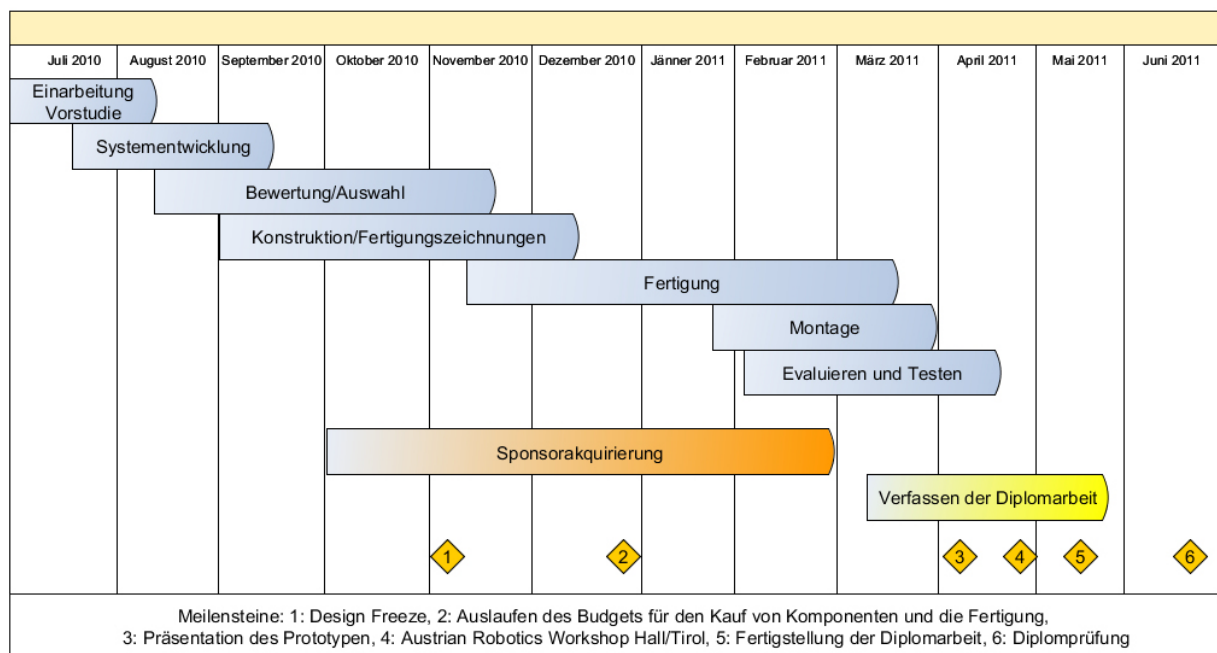 Juli 2010 August 2010 September 2010 Oktober 2010 November 2010 Dezember 2010 Jänner 2011 Februar 2011 März 2011 April 2011 Mai 2011 Juni 2011
Einarbeitung
Vorstudie
Systementwicklung
Bewertung/Auswahl
Konstruktion/Fertigungszeichnungen
Fertigung
Montage
Evaluieren und Testen
Sponsorakquirierung
Verfassen der Diplomarbeit
1 2 3 4 5 6
Meilensteine: 1: Design Freeze, 2: Auslaufen des Budgets für den Kauf von Komponenten und die Fertigung,
3: Präsentation des Prototypen, 4: Austrian Robotics Workshop Hall/Tirol, 5: Fertigstellung der Diplomarbeit, 6: Diplomprüfung